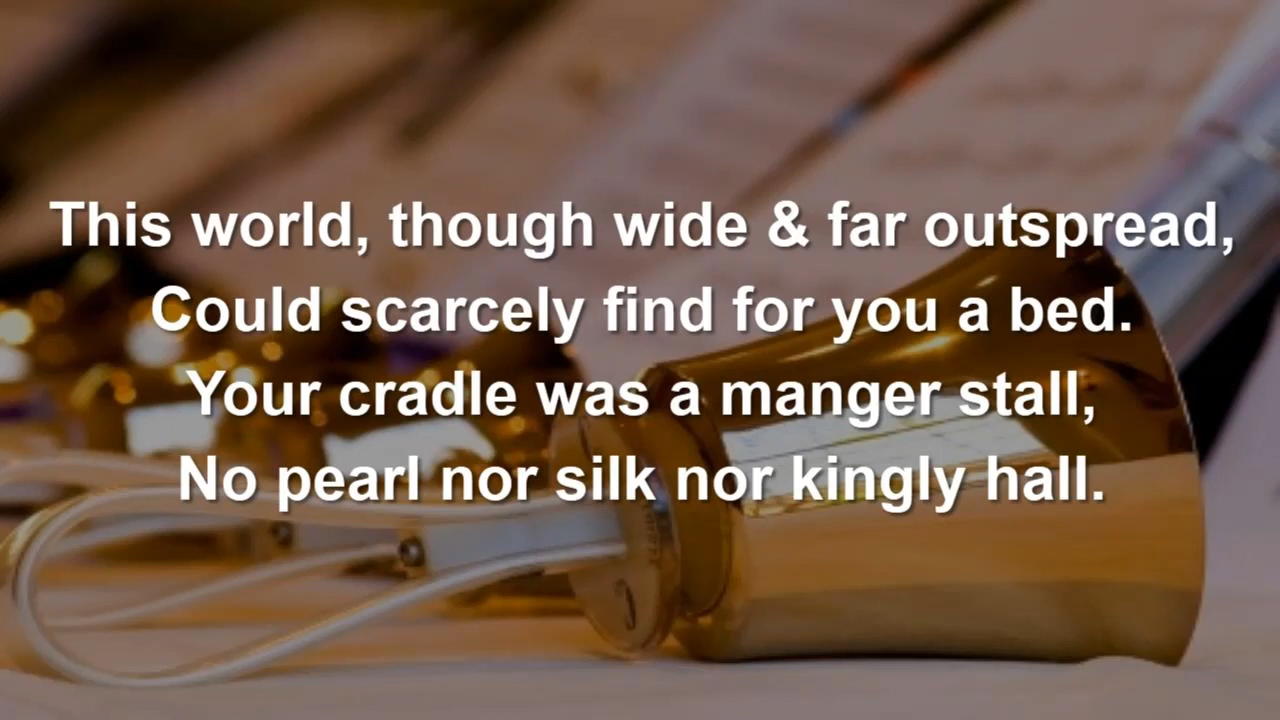 This world, though wide & far outspread,
Could scarcely find for you a bed.
Your cradle was a manger stall,
No pearl nor silk nor kingly hall.